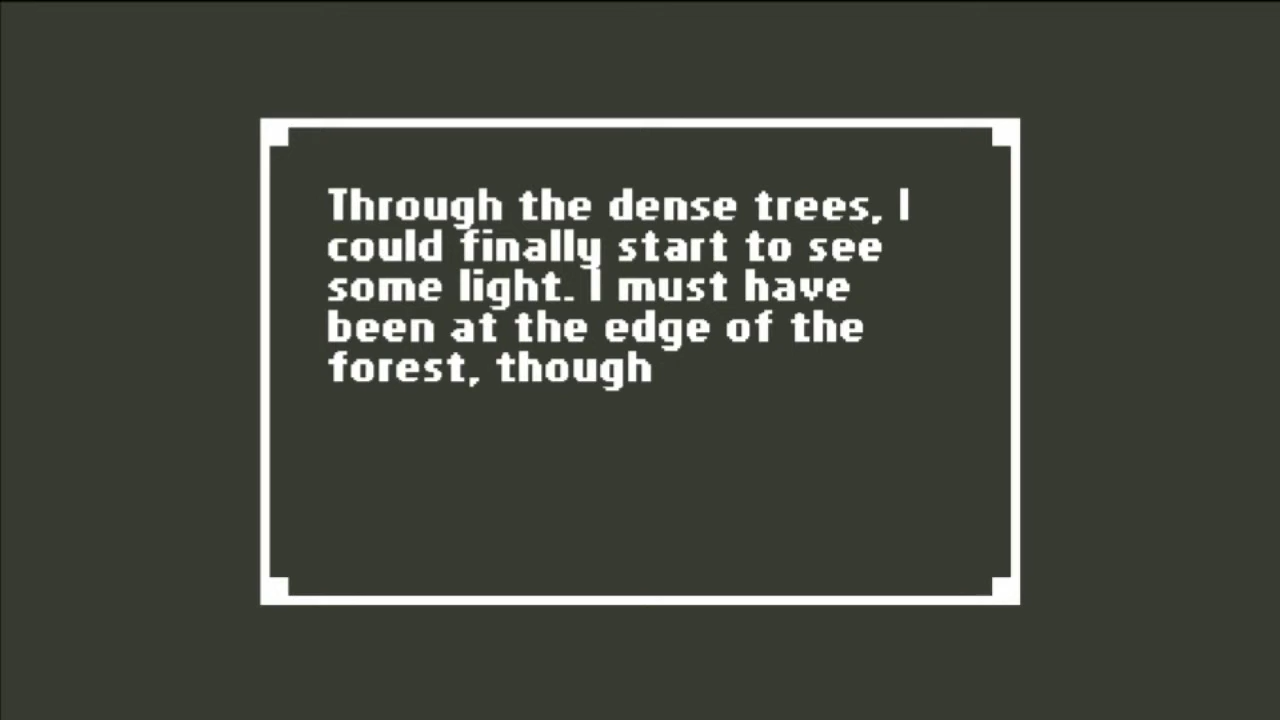 Through the dense trees, I
could finally start to see
some light. I must have
been at the edge of the
forest, though